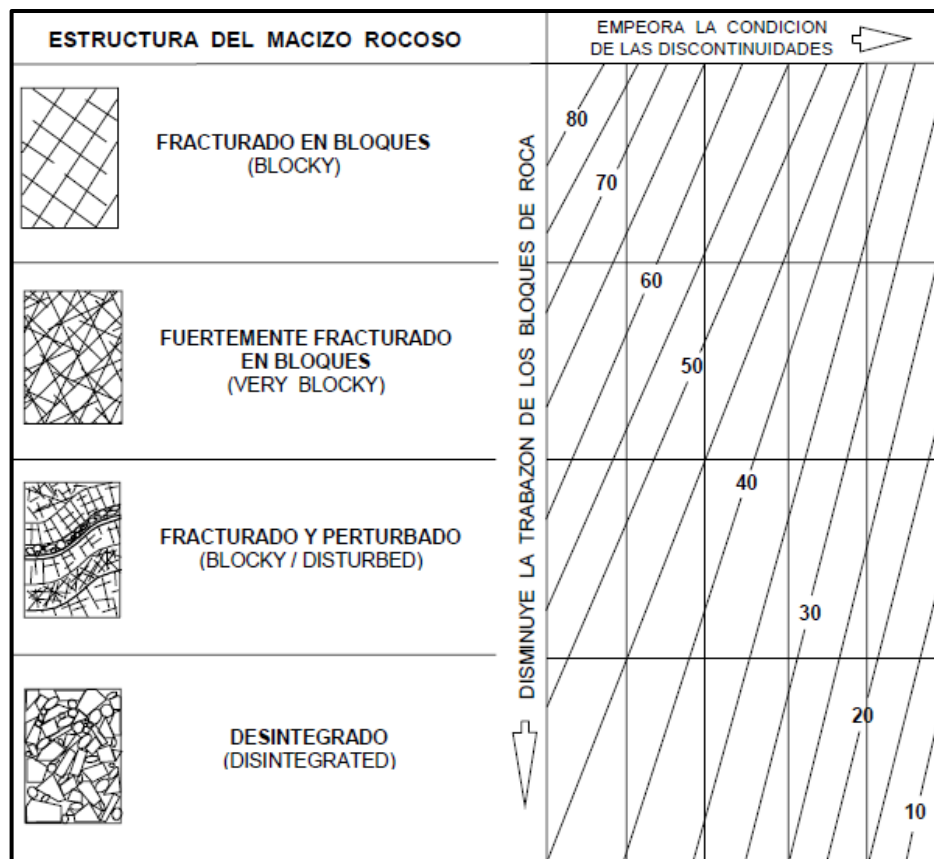 ESTRUCTURA DEL MACIZO ROCOSO
EMPEORA LA CONDICION
DE LAS DISCONTINUIDADES
FRACTURADO EN BLOQUES
(BLOCKY)
FUERTEMENTE FRACTURADO
EN BLOQUES
(VERY BLOCKY)
FRACTURADO Y PERTURBADO
(BLOCKY / DISTURBED)
DESINTEGRADO
(DISINTEGRATED)
DISMINUYE LA TRABAZON DE LOS BLOQUES DE ROCA
80
70
60
50
40
30
20
10